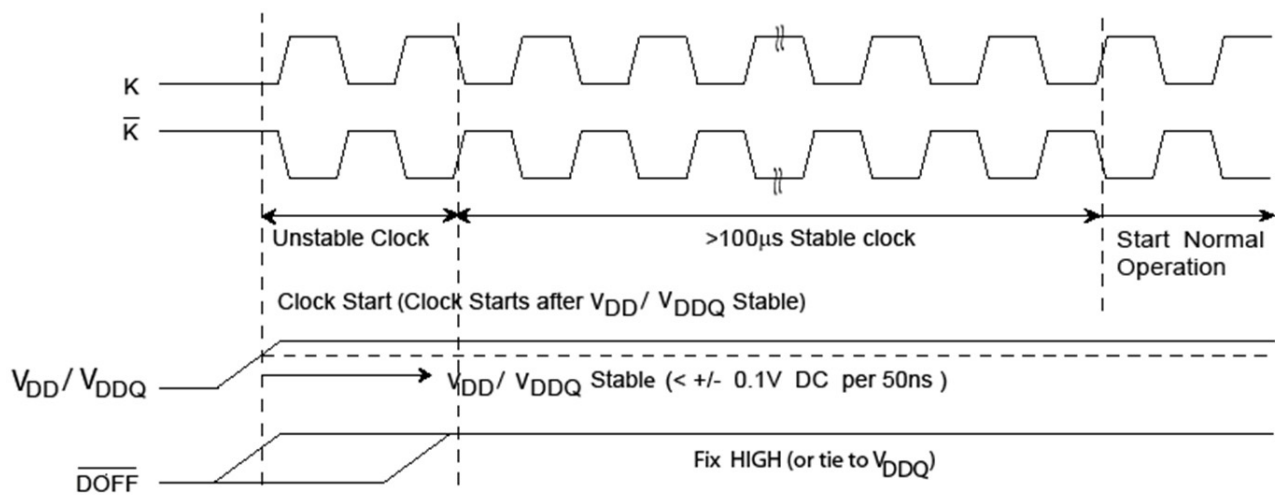 K
K̅
Unstable Clock
>100μs Stable clock
Start Normal
Operation
Clock Start (Clock Starts after VDD/ VDDQ Stable)
VDD/ VDDQ
VDD/ VDDQ Stable (< +/- 0.1V DC per 50ns )
D̅O̅F̅F̅
Fix HIGH (or tie to VDDQ)